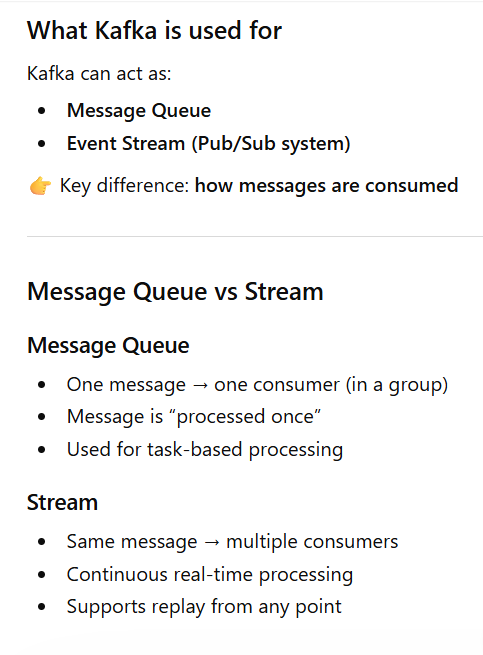 What Kafka is used for
Kafka can act as:
• Message Queue
• Event Stream (Pub/Sub system)
👉 Key difference: how messages are consumed
Message Queue vs Stream
Message Queue
• One message → one consumer (in a group)
• Message is “processed once”
• Used for task-based processing
Stream
• Same message → multiple consumers
• Continuous real-time processing
• Supports replay from any point